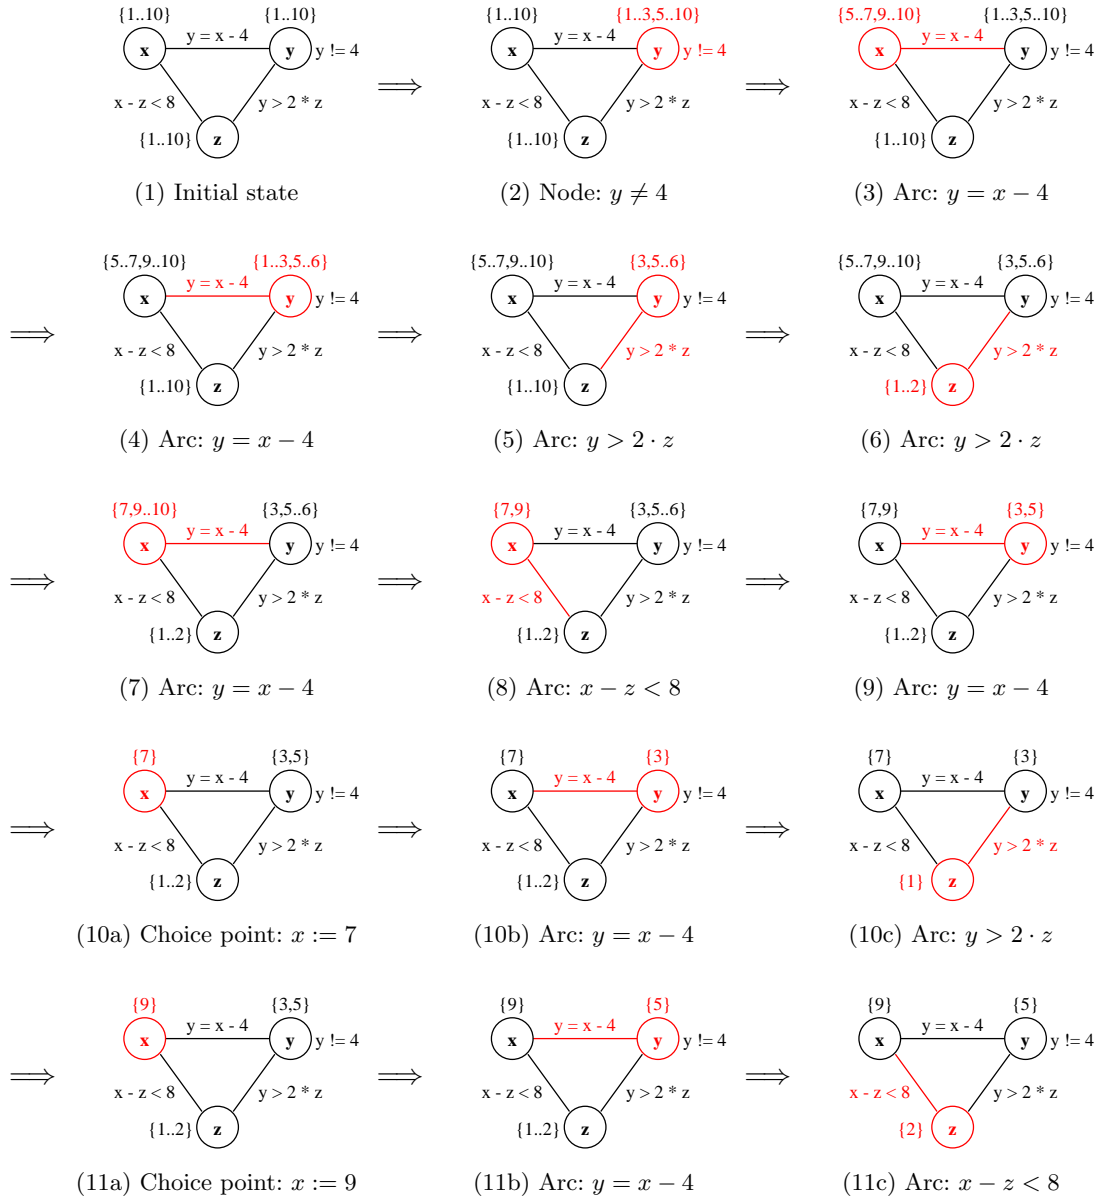 {1..10} {1..10} {1..10} {1..3,5..10} {5..7,9..10} {1..3,5..10}
y = x - 4 y = x - 4 y = x - 4
x y y != 4 x y y != 4 x y y != 4
⟹ ⟹
x - z < 8 y > 2 * z x - z < 8 y > 2 * z x - z < 8 y > 2 * z
{1..10} z {1..10} z {1..10} z
(1) Initial state (2) Node: y ≠ 4 (3) Arc: y = x − 4
{5..7,9..10} {1..3,5..6} {5..7,9..10} {3,5..6} {5..7,9..10} {3,5..6}
y = x - 4 y = x - 4 y = x - 4
x y y != 4 x y y != 4 x y y != 4
⟹ ⟹ ⟹
x - z < 8 y > 2 * z x - z < 8 y > 2 * z x - z < 8 y > 2 * z
{1..10} z {1..10} z {1..2} z
(4) Arc: y = x − 4 (5) Arc: y > 2 · z (6) Arc: y > 2 · z
{7,9..10} {3,5..6} {7,9} {3,5..6} {7,9} {3,5}
y = x - 4 y = x - 4 y = x - 4
x y y != 4 x y y != 4 x y y != 4
⟹ ⟹ ⟹
x - z < 8 y > 2 * z x - z < 8 y > 2 * z x - z < 8 y > 2 * z
{1..2} z {1..2} z {1..2} z
(7) Arc: y = x − 4 (8) Arc: x − z < 8 (9) Arc: y = x − 4
{7} {3,5} {7} {3} {7} {3}
y = x - 4 y = x - 4 y = x - 4
x y y != 4 x y y != 4 x y y != 4
⟹ ⟹ ⟹
x - z < 8 y > 2 * z x - z < 8 y > 2 * z x - z < 8 y > 2 * z
{1..2} z {1..2} z {1} z
(10a) Choice point: x := 7 (10b) Arc: y = x − 4 (10c) Arc: y > 2 · z
{9} {3,5} {9} {5} {9} {5}
y = x - 4 y = x - 4 y = x - 4
x y y != 4 x y y != 4 x y y != 4
⟹ ⟹ ⟹
x - z < 8 y > 2 * z x - z < 8 y > 2 * z x - z < 8 y > 2 * z
{1..2} z {1..2} z {2} z
(11a) Choice point: x := 9 (11b) Arc: y = x − 4 (11c) Arc: x − z < 8